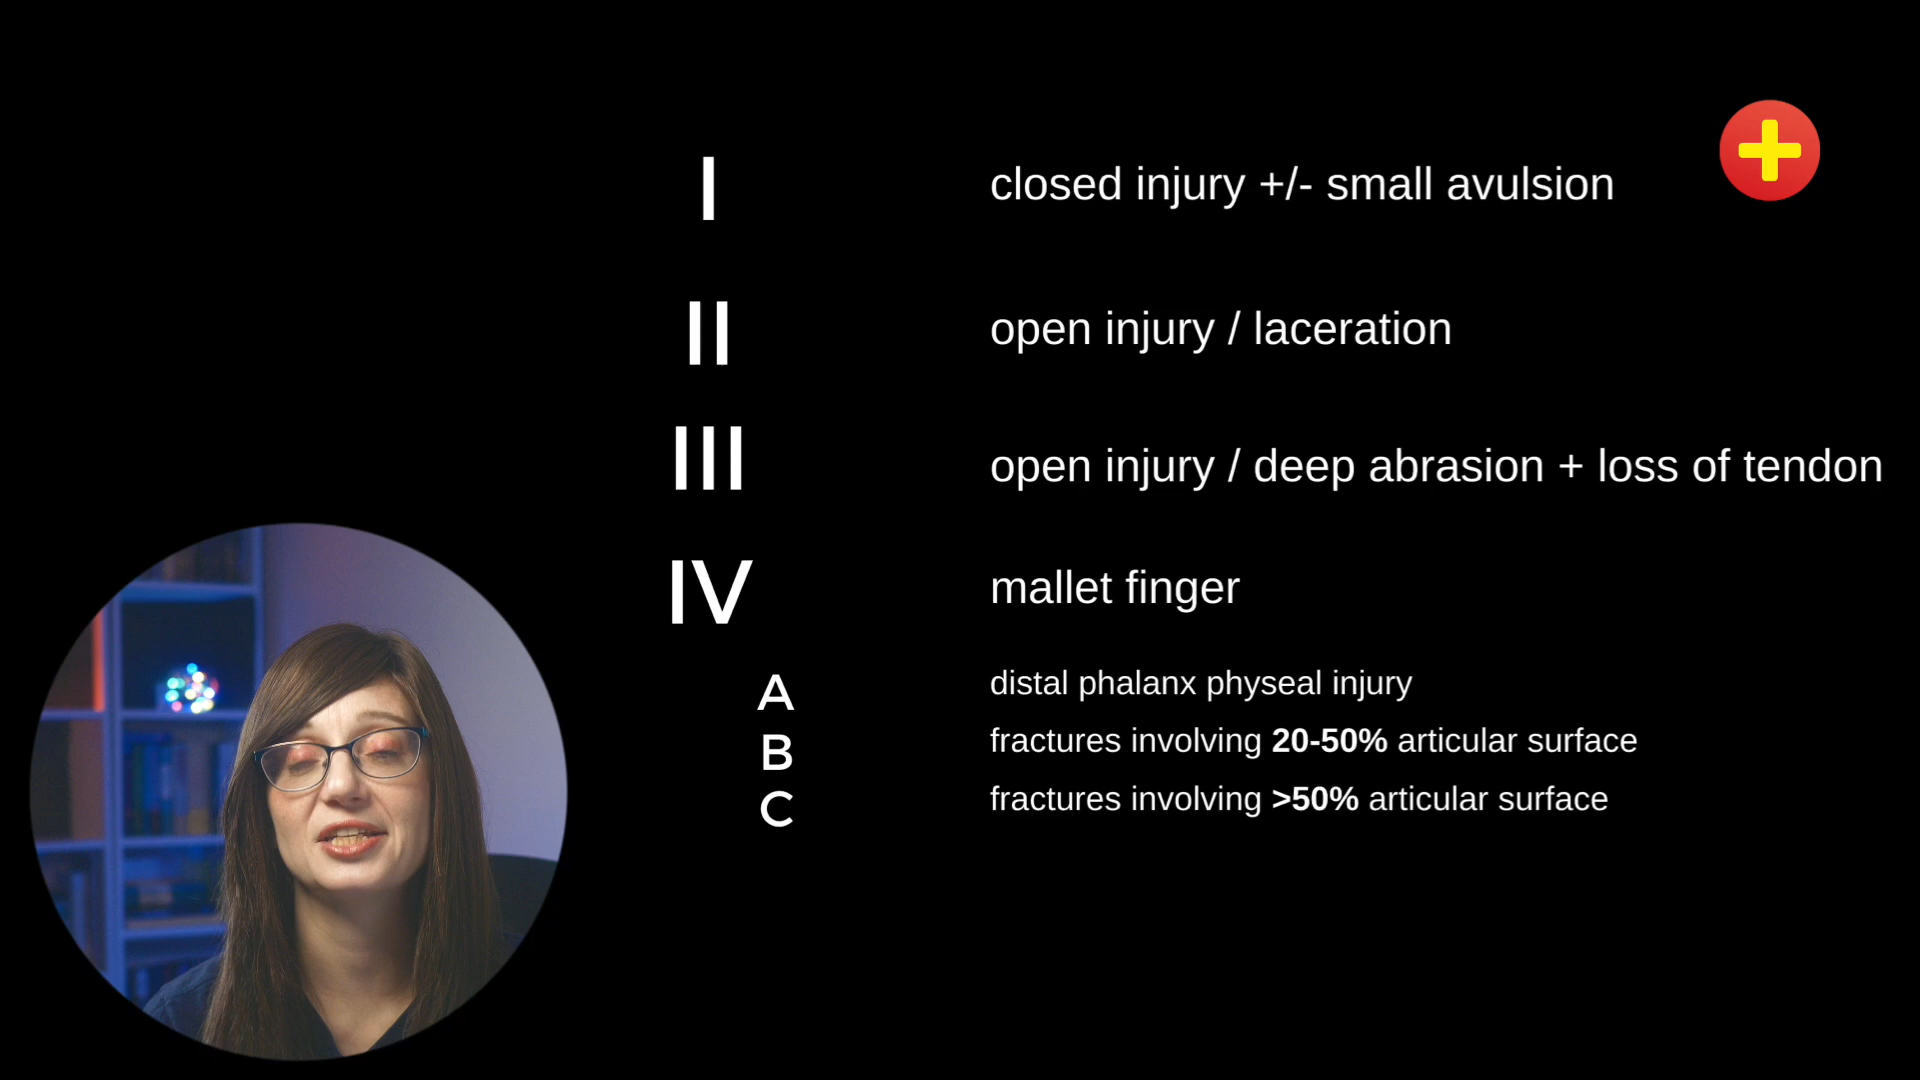 I closed injury +/- small avulsion
II open injury / laceration
III open injury / deep abrasion + loss of tendon
IV mallet finger
A distal phalanx physeal injury
B fractures involving 20-50% articular surface
C fractures involving >50% articular surface